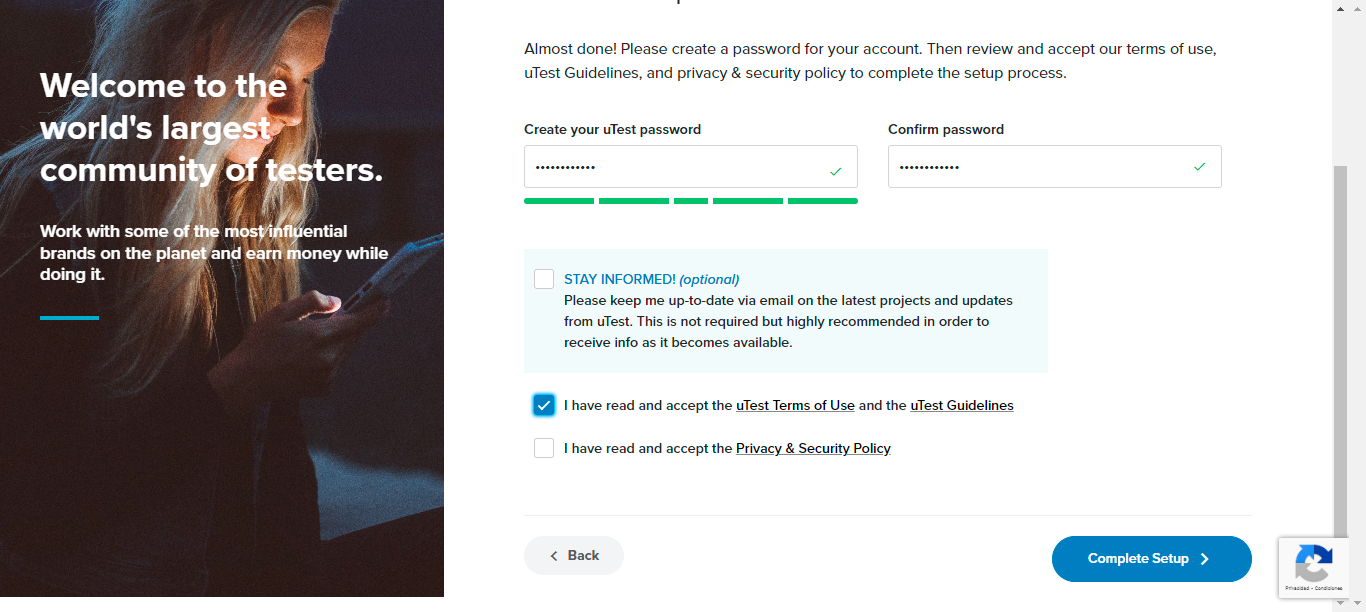 Welcome to the
world's largest
community of testers.
Work with some of the most influential
brands on the planet and earn money while
doing it.
Almost done! Please create a password for your account. Then review and accept our terms of use,
uTest Guidelines, and privacy & security policy to complete the setup process.
Create your uTest password
Confirm password
••••••••••••
••••••••••••
STAY INFORMED! (optional)
Please keep me up-to-date via email on the latest projects and updates
from uTest. This is not required but highly recommended in order to
receive info as it becomes available.
I have read and accept the uTest Terms of Use and the uTest Guidelines
I have read and accept the Privacy & Security Policy
Back
Complete Setup
Privacidad - Condiciones